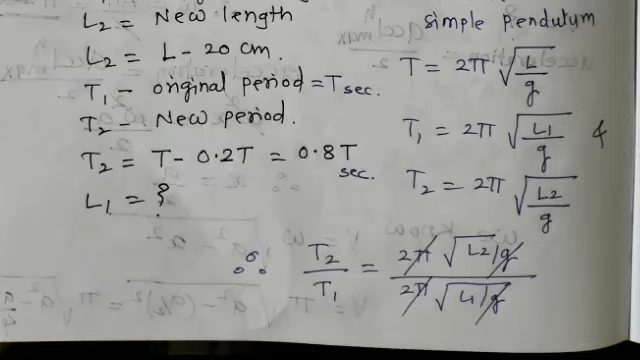 L₂ = New length
L₂ = L - 20 cm.
T₁ - original period = T sec.
T₂ - New period.
T₂ = T - 0.2T = 0.8T sec.
L₁ = ?
simple pendutum
T = 2π √(L/g)
T₁ = 2π √(L₁/g) &
T₂ = 2π √(L₂/g)
∴ T₂/T₁ = 2π √(L₂/g) / 2π √(L₁/g)